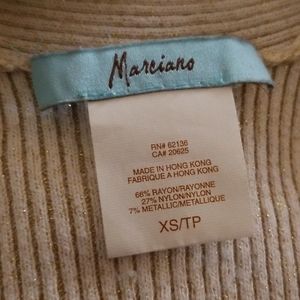 Marciano
RN# 62136
CA# 20625
MADE IN HONG KONG
FABRIQUE A HONG KONG
66% RAYON/RAYONNE
27% NYLON/NYLON
7% METALLIC/METALLIQUE
XS/TP